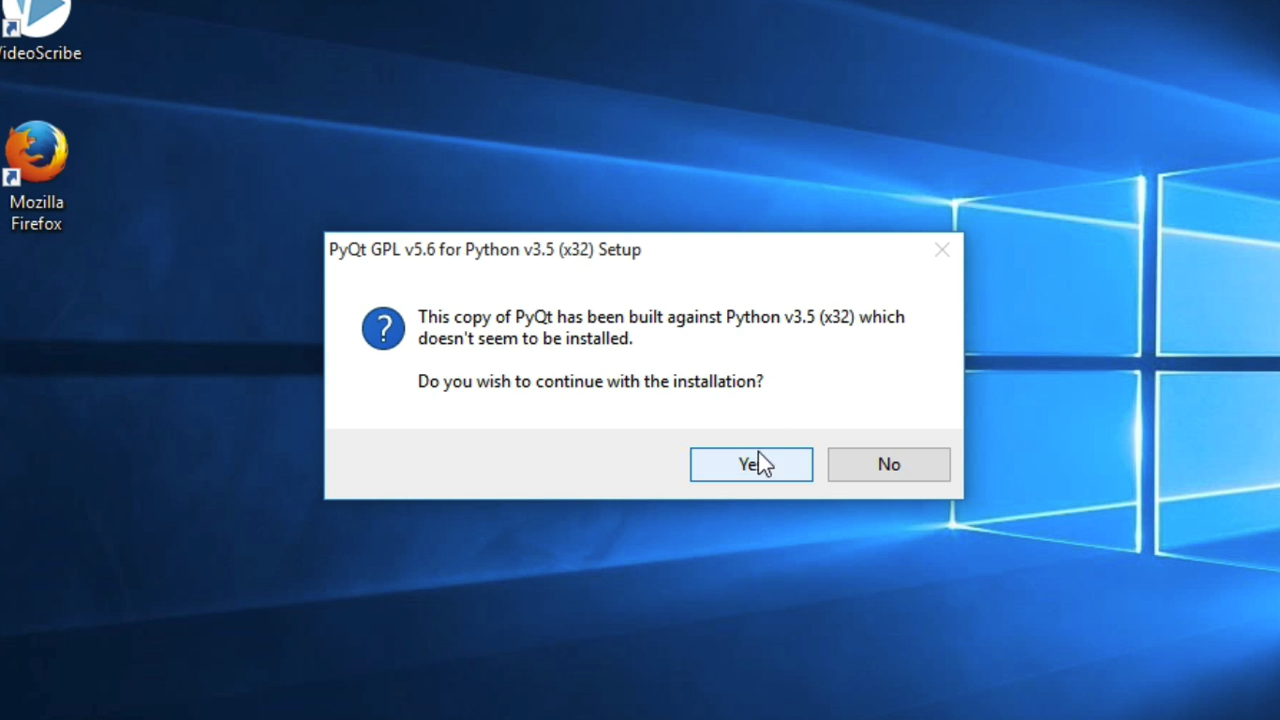 ideoScribe
Mozilla
Firefox
PyQt GPL v5.6 for Python v3.5 (x32) Setup
This copy of PyQt has been built against Python v3.5 (x32) which
doesn't seem to be installed.
Do you wish to continue with the installation?
Ye
No